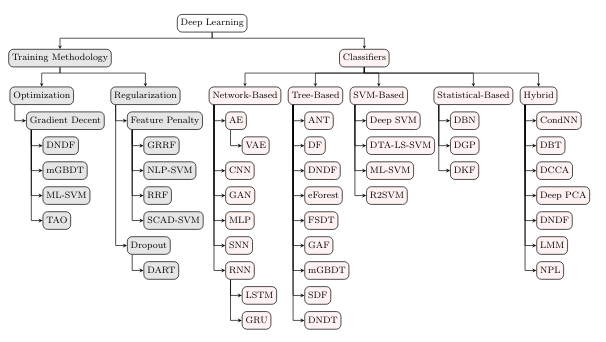 Deep Learning
Training Methodology
Classifiers
Optimization
Regularization
Network-Based
Tree-Based
SVM-Based
Statistical-Based
Hybrid
Gradient Decent
DNDF
mGBDT
ML-SVM
TAO
Feature Penalty
GRRF
NLP-SVM
RRF
SCAD-SVM
Dropout
DART
AE
VAE
CNN
GAN
MLP
SNN
RNN
LSTM
GRU
ANT
DF
DNDF
eForest
FSDT
GAF
mGBDT
SDF
DNDT
Deep SVM
DTA-LS-SVM
ML-SVM
R2SVM
DBN
DGP
DKF
CondNN
DBT
DCCA
Deep PCA
DNDF
LMM
NPL